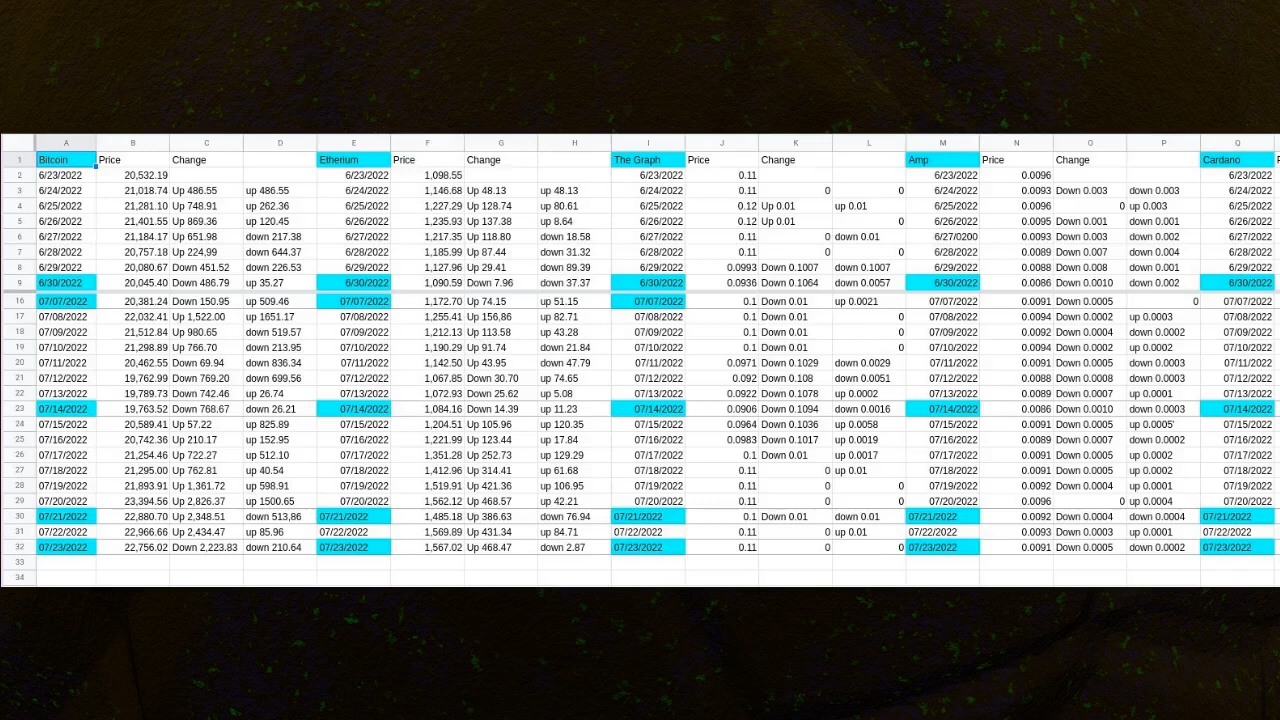 A B C D E F G H I J K L M N O P Q
1 Bitcoin Price Change Etherium Price Change The Graph Price Change Amp Price Change Cardano
2 6/23/2022 20,532.19 6/23/2022 1,098.55 6/23/2022 0.11 6/23/2022 0.0096 6/23/2022
3 6/24/2022 21,018.74 Up 486.55 up 486.55 6/24/2022 1,146.68 Up 48.13 up 48.13 6/24/2022 0.11 0 0 6/24/2022 0.0093 Down 0.003 down 0.003 6/24/2022
4 6/25/2022 21,281.10 Up 748.91 up 262.36 6/25/2022 1,227.29 Up 128.74 up 80.61 6/25/2022 0.12 Up 0.01 up 0.01 6/25/2022 0.0096 0 up 0.003 6/25/2022
5 6/26/2022 21,401.55 Up 869.36 up 120.45 6/26/2022 1,235.93 Up 137.38 up 8.64 6/26/2022 0.12 Up 0.01 0 6/26/2022 0.0095 Down 0.001 down 0.001 6/26/2022
6 6/27/2022 21,184.17 Up 651.98 down 217.38 6/27/2022 1,217.35 Up 118.80 down 18.58 6/27/2022 0.11 0 down 0.01 6/27/0200 0.0093 Down 0.003 down 0.002 6/27/2022
7 6/28/2022 20,757.18 Up 224,99 down 644.37 6/28/2022 1,185.99 Up 87.44 down 31.32 6/28/2022 0.11 0 0 6/28/2022 0.0089 Down 0.007 down 0.004 6/28/2022
8 6/29/2022 20,080.67 Down 451.52 down 226.53 6/29/2022 1,127.96 Up 29.41 down 89.39 6/29/2022 0.0993 Down 0.1007 down 0.1007 6/29/2022 0.0088 Down 0.008 down 0.001 6/29/2022
9 6/30/2022 20,045.40 Down 486.79 up 35.27 6/30/2022 1,090.59 Down 7.96 down 37.37 6/30/2022 0.0936 Down 0.1064 down 0.0057 6/30/2022 0.0086 Down 0.0010 down 0.002 6/30/2022
16 07/07/2022 20,381.24 Down 150.95 up 509.46 07/07/2022 1,172.70 Up 74.15 up 51.15 07/07/2022 0.1 Down 0.01 up 0.0021 07/07/2022 0.0091 Down 0.0005 0 07/07/2022
17 07/08/2022 22,032.41 Up 1,522.00 up 1651.17 07/08/2022 1,255.41 Up 156,86 up 82.71 07/08/2022 0.1 Down 0.01 0 07/08/2022 0.0094 Down 0.0002 up 0.0003 07/08/2022
18 07/09/2022 21,512.84 Up 980.65 down 519.57 07/09/2022 1,212.13 Up 113.58 up 43.28 07/09/2022 0.1 Down 0.01 0 07/09/2022 0.0092 Down 0.0004 down 0.0002 07/09/2022
19 07/10/2022 21,298.89 Up 766.70 down 213.95 07/10/2022 1,190.29 Up 91.74 down 21.84 07/10/2022 0.1 Down 0.01 0 07/10/2022 0.0094 Down 0.0002 up 0.0002 07/10/2022
20 07/11/2022 20,462.55 Down 69.94 down 836.34 07/11/2022 1,142.50 Up 43.95 down 47.79 07/11/2022 0.0971 Down 0.1029 down 0.0029 07/11/2022 0.0091 Down 0.0005 down 0.0003 07/11/2022
21 07/12/2022 19,762.99 Down 769.20 down 699.56 07/12/2022 1,067.85 Down 30.70 up 74.65 07/12/2022 0.092 Down 0.108 down 0.0051 07/12/2022 0.0088 Down 0.0008 down 0.0003 07/12/2022
22 07/13/2022 19,789.73 Down 742.46 up 26.74 07/13/2022 1,072.93 Down 25.62 up 5.08 07/13/2022 0.0922 Down 0.1078 up 0.0002 07/13/2022 0.0089 Down 0.0007 up 0.0001 07/13/2022
23 07/14/2022 19,763.52 Down 768.67 down 26.21 07/14/2022 1,084.16 Down 14.39 up 11.23 07/14/2022 0.0906 Down 0.1094 down 0.0016 07/14/2022 0.0086 Down 0.0010 down 0.0003 07/14/2022
24 07/15/2022 20,589.41 Up 57.22 up 825.89 07/15/2022 1,204.51 Up 105.96 up 120.35 07/15/2022 0.0964 Down 0.1036 up 0.0058 07/15/2022 0.0091 Down 0.0005 up 0.0005' 07/15/2022
25 07/16/2022 20,742.36 Up 210.17 up 152.95 07/16/2022 1,221.99 Up 123.44 up 17.84 07/16/2022 0.0983 Down 0.1017 up 0.0019 07/16/2022 0.0089 Down 0.0007 down 0.0002 07/16/2022
26 07/17/2022 21,254.46 Up 722.27 up 512.10 07/17/2022 1,351.28 Up 252.73 up 129.29 07/17/2022 0.1 Down 0.01 up 0.0017 07/17/2022 0.0091 Down 0.0005 up 0.0002 07/17/2022
27 07/18/2022 21,295.00 Up 762.81 up 40.54 07/18/2022 1,412.96 Up 314.41 up 61.68 07/18/2022 0.11 0 up 0.01 07/18/2022 0.0091 Down 0.0005 up 0.0002 07/18/2022
28 07/19/2022 21,893.91 Up 1,361.72 up 598.91 07/19/2022 1,519.91 Up 421.36 up 106.95 07/19/2022 0.11 0 0 07/19/2022 0.0092 Down 0.0004 up 0.0001 07/19/2022
29 07/20/2022 23,394.56 Up 2,826.37 up 1500.65 07/20/2022 1,562.12 Up 468.57 up 42.21 07/20/2022 0.11 0 0 07/20/2022 0.0096 0 up 0.0004 07/20/2022
30 07/21/2022 22,880.70 Up 2,348.51 down 513,86 07/21/2022 1,485.18 Up 386.63 down 76.94 07/21/2022 0.1 Down 0.01 down 0.01 07/21/2022 0.0092 Down 0.0004 down 0.0004 07/21/2022
31 07/22/2022 22,966.66 Up 2,434.47 up 85.96 07/22/2022 1,569.89 Up 431.34 up 84.71 07/22/2022 0.11 0 up 0.01 07/22/2022 0.0093 Down 0.0003 up 0.0001 07/22/2022
32 07/23/2022 22,756.02 Down 2,223.83 down 210.64 07/23/2022 1,567.02 Up 468.47 down 2.87 07/23/2022 0.11 0 0 07/23/2022 0.0091 Down 0.0005 down 0.0002 07/23/2022
33
34